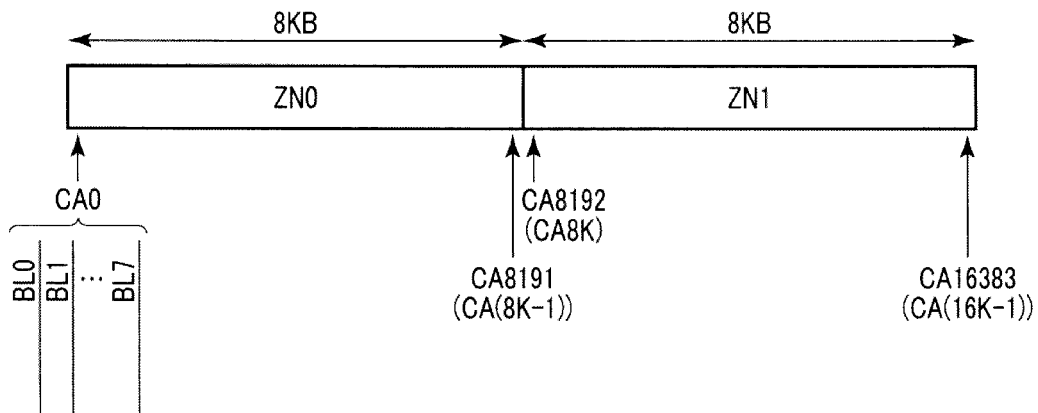 8KB 8KB
ZN0 ZN1
CA0
CA8192
(CA8K)
CA8191
(CA(8K-1))
CA16383
(CA(16K-1))
BL0 BL1 ... BL7